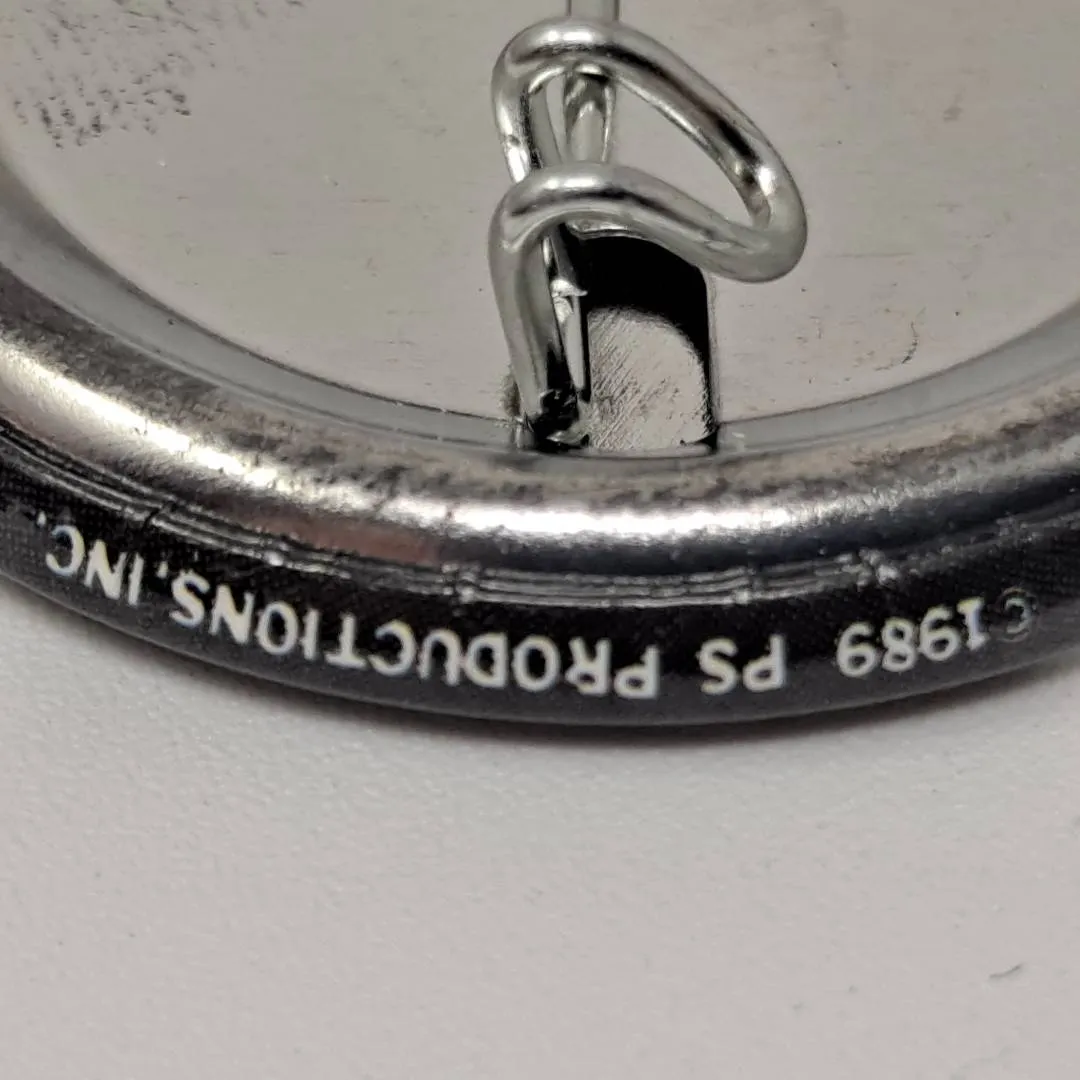 © 1989 PS PRODUCTIONS, INC.